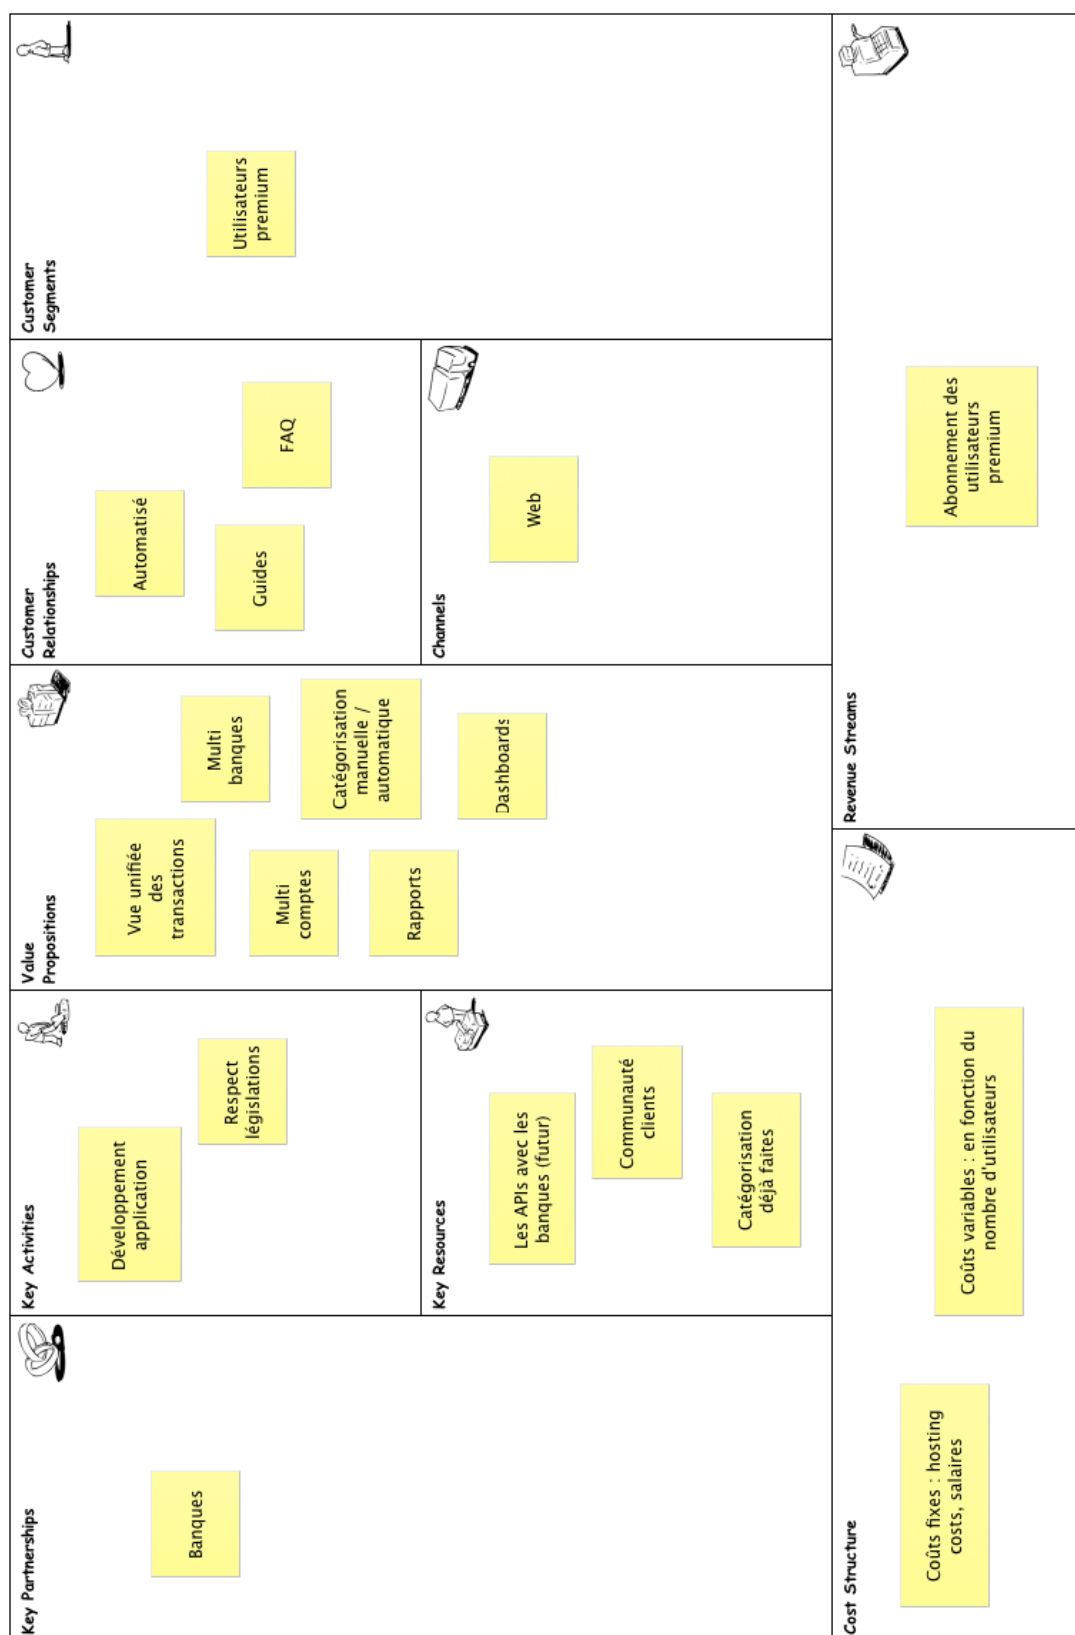 Key Partnerships
Banques
Key Activities
Développement
application
Respect
législations
Key Resources
Les APIs avec les
banques (futur)
Communauté
clients
Catégorisation
déjà faites
Value
Propositions
Vue unifiée
des
transactions
Multi
banques
Multi
comptes
Catégorisation
manuelle /
automatique
Rapports
Dashboards
Customer
Relationships
Automatisé
Guides
FAQ
Channels
Web
Customer
Segments
Utilisateurs
premium
Cost Structure
Coûts fixes : hosting
costs, salaires
Coûts variables : en fonction du
nombre d'utilisateurs
Revenue Streams
Abonnement des
utilisateurs
premium